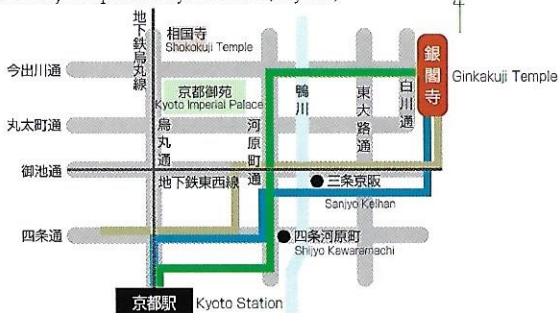 地下鉄烏丸線
相国寺
Shokokuji Temple
今出川通
銀閣寺
Ginkakuji Temple
白川通
京都御苑
Kyoto Imperial Palace
鴨川
東大路通
丸太町通
烏丸通
河原町通
御池通
地下鉄東西線
三条京阪
Sanjyo Keihan
四条通
四条河原町
Shijyo Kawaramachi
京都駅
Kyoto Station